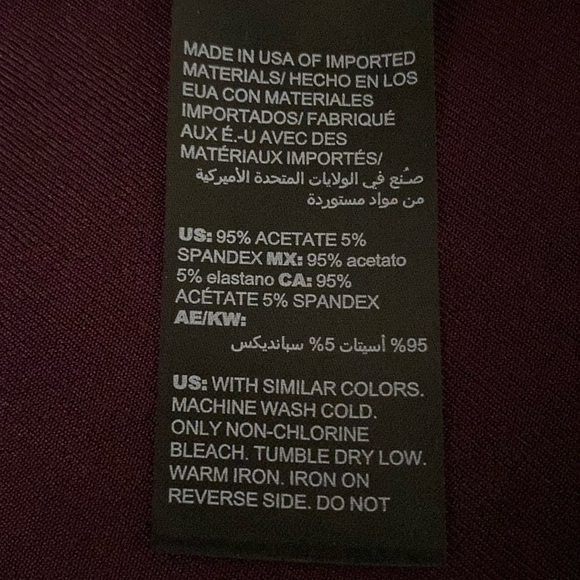 MADE IN USA OF IMPORTED
MATERIALS/ HECHO EN LOS
EUA CON MATERIALES
IMPORTADOS/ FABRIQUÉ
AUX É.-U AVEC DES
MATÉRIAUX IMPORTÉS/
صُنع في الولايات المتحدة الأميركية
من مواد مستوردة
US: 95% ACETATE 5%
SPANDEX MX: 95% acetato
5% elastano CA: 95%
ACÉTATE 5% SPANDEX
AE/KW:
95% أسيتات 5% سبانديكس
US: WITH SIMILAR COLORS.
MACHINE WASH COLD.
ONLY NON-CHLORINE
BLEACH. TUMBLE DRY LOW.
WARM IRON. IRON ON
REVERSE SIDE. DO NOT